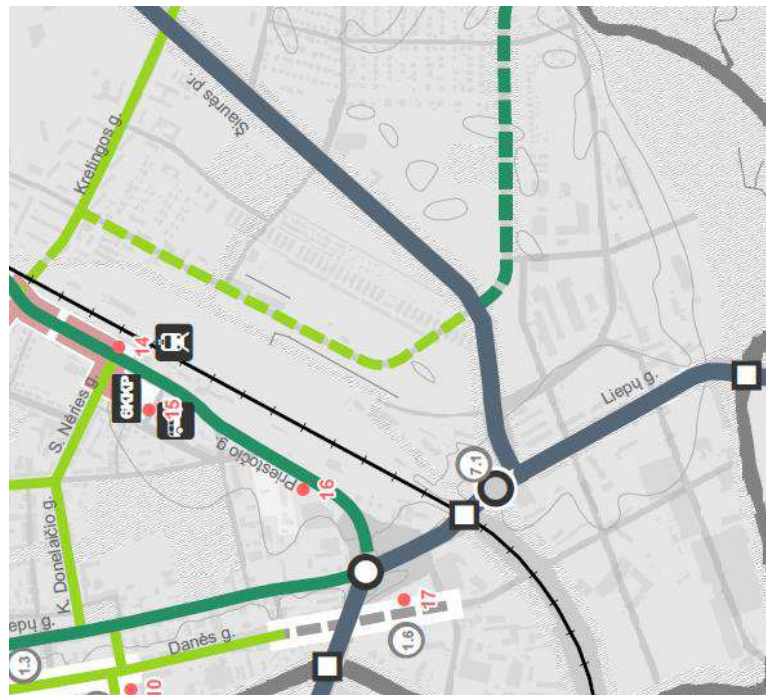 Šiaurės pr.
Kretingos g.
14
6KKP
15
S. Nėries g.
Priestočio g.
16
Liepų g.
7.1
K. Donelaičio g.
epų g.
Danės g.
17
1.6
1.3
10